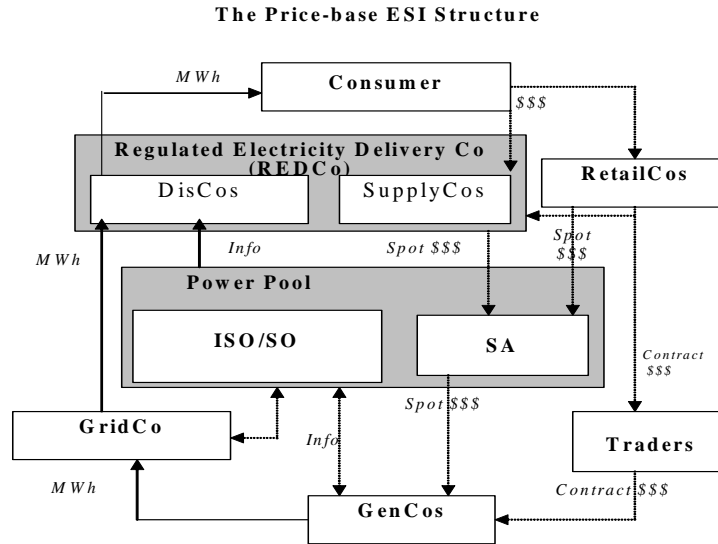 The Price-base ESI Structure
MWh
Consumer
$$$
Regulated Electricity Delivery Co
(REDCo)
DisCos
SupplyCos
RetailCos
MWh
Info
Spot $$$
Spot
$$$
Power Pool
ISO/SO
SA
Contract
$$$
GridCo
Info
Spot $$$
Traders
MWh
Contract $$$
GenCos